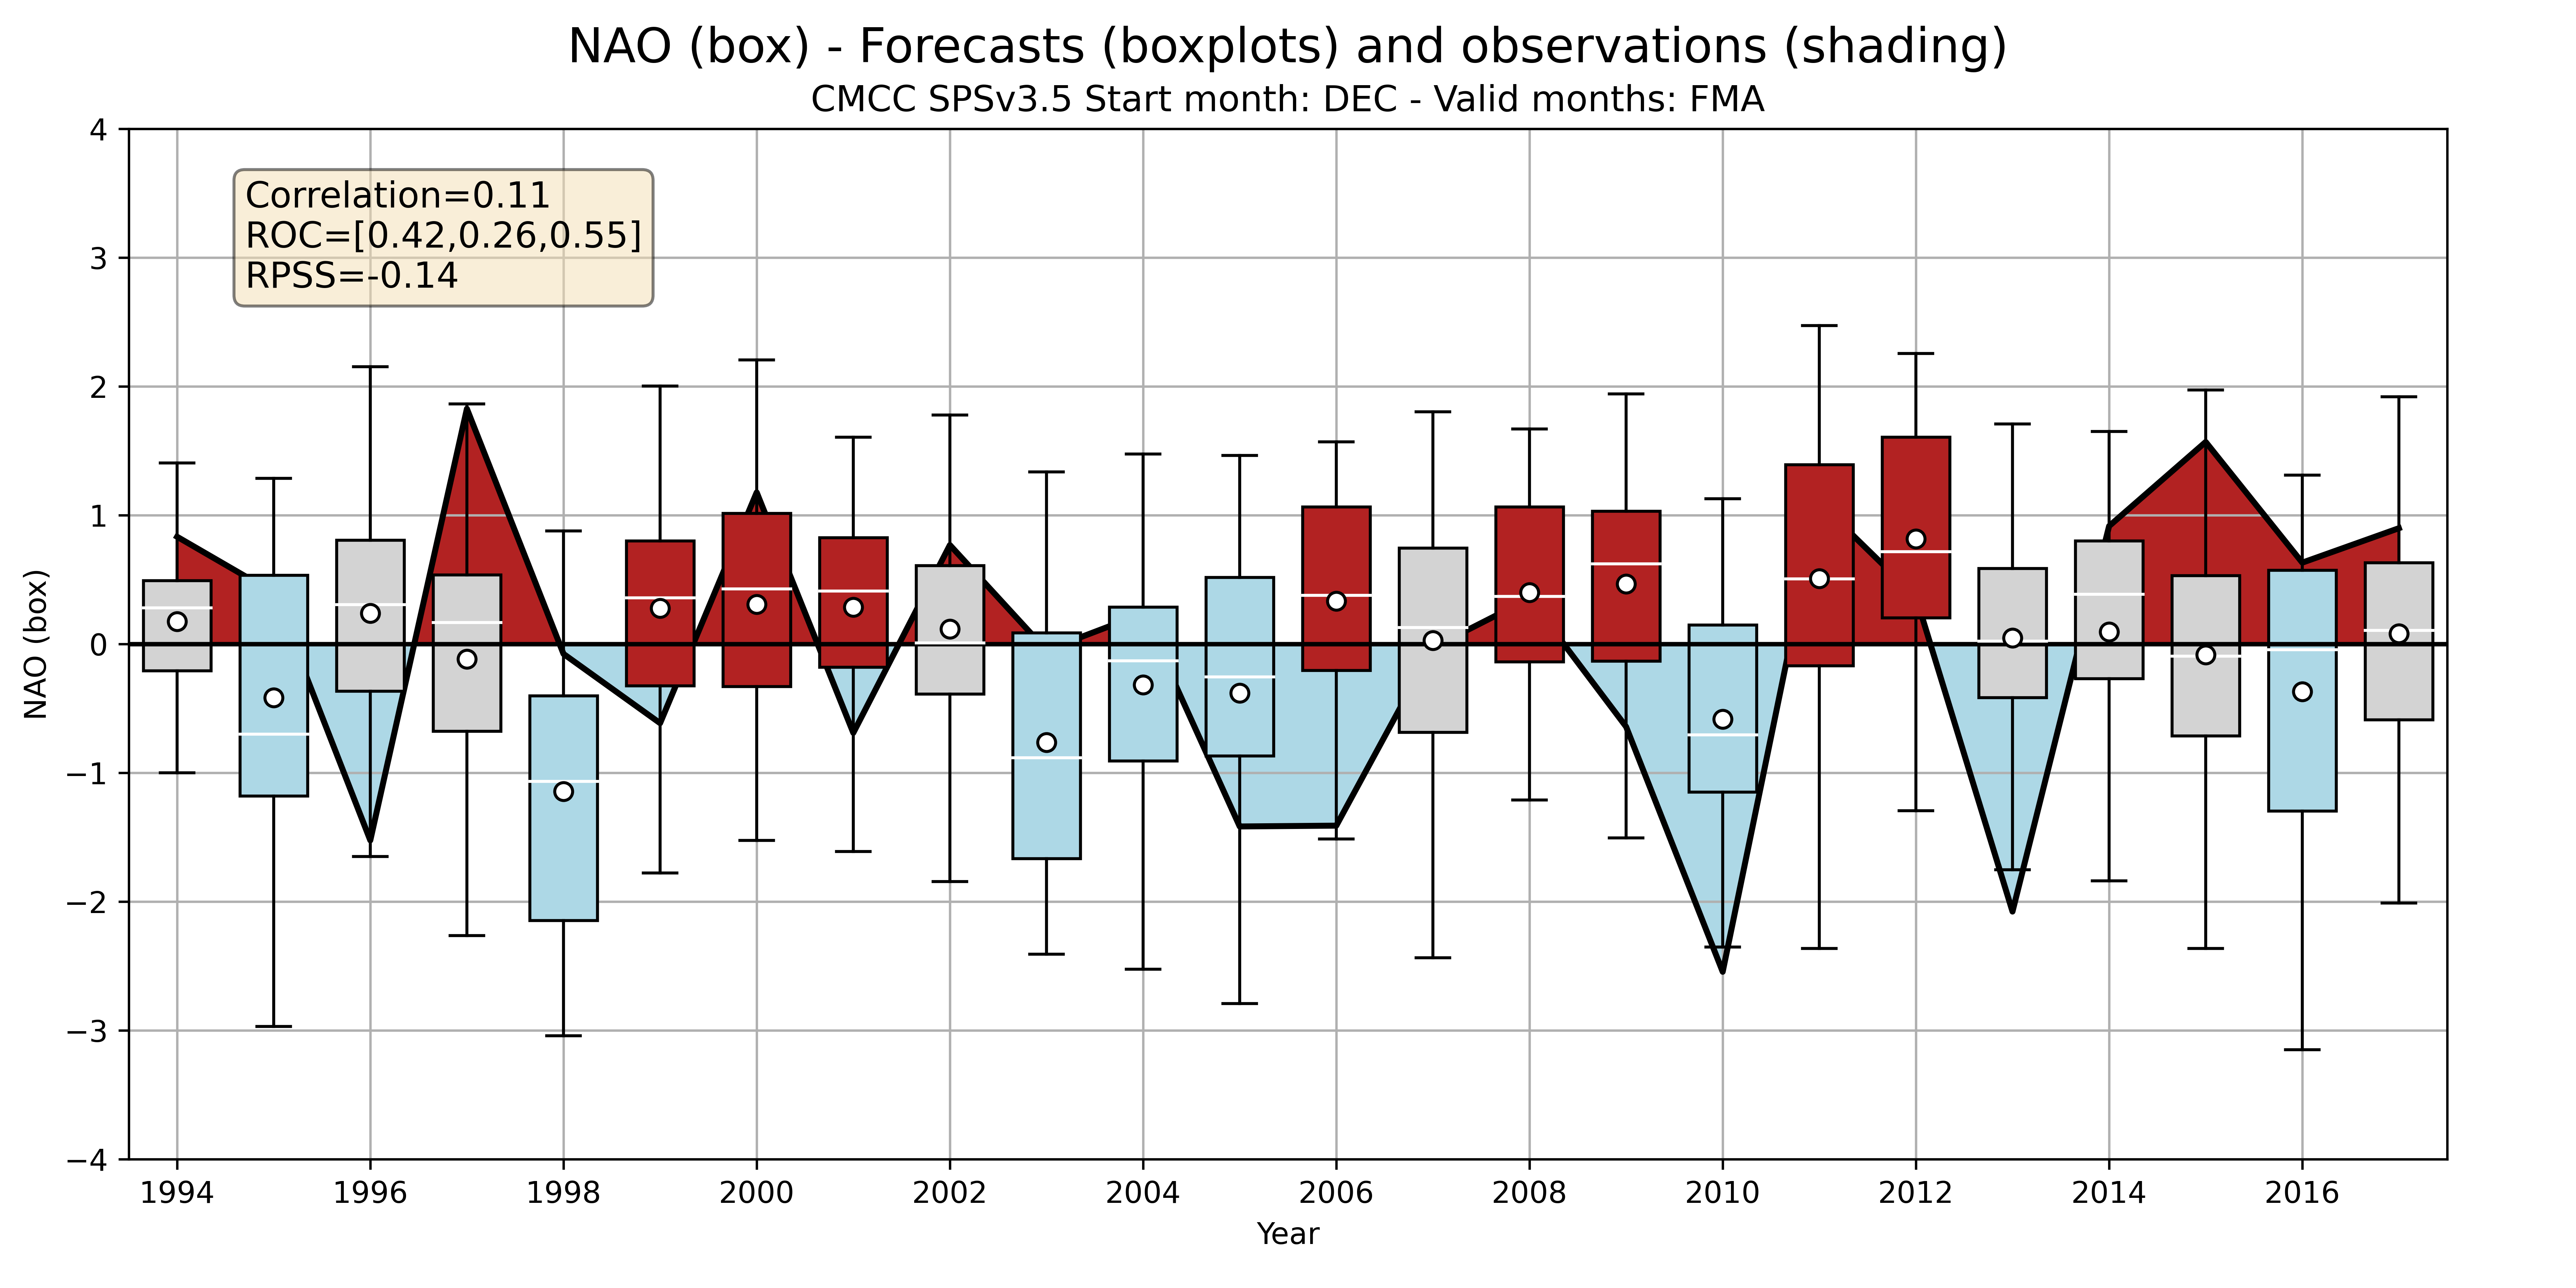 NAO (box) - Forecasts (boxplots) and observations (shading)
CMCC SPSv3.5 Start month: DEC - Valid months: FMA
Correlation=0.11
ROC=[0.42,0.26,0.55]
RPSS=-0.14
NAO (box)
4
3
2
1
0
−1
−2
−3
−4
1994 1996 1998 2000 2002 2004 2006 2008 2010 2012 2014 2016
Year